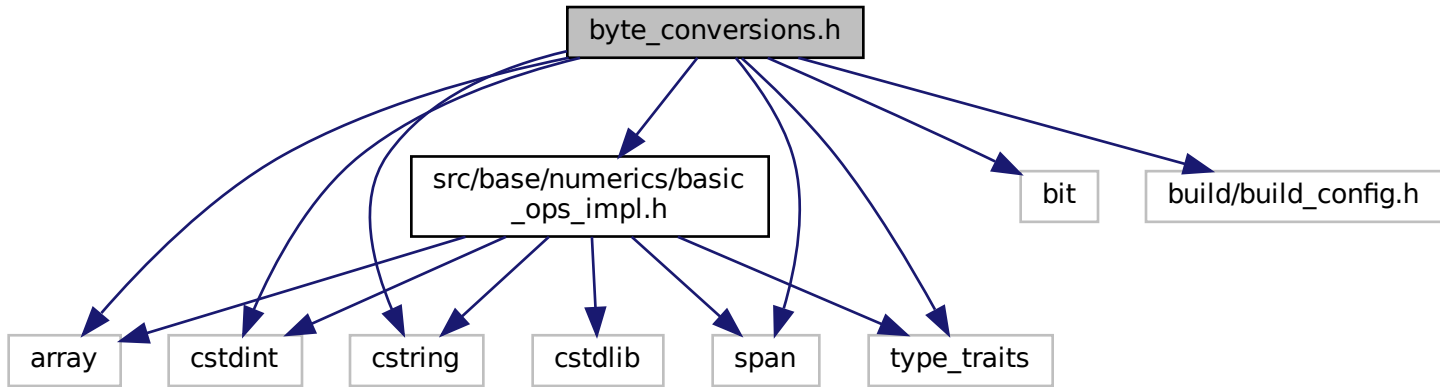 byte_conversions.h
src/base/numerics/basic
_ops_impl.h
bit
build/build_config.h
array
cstdint
cstring
cstdlib
span
type_traits